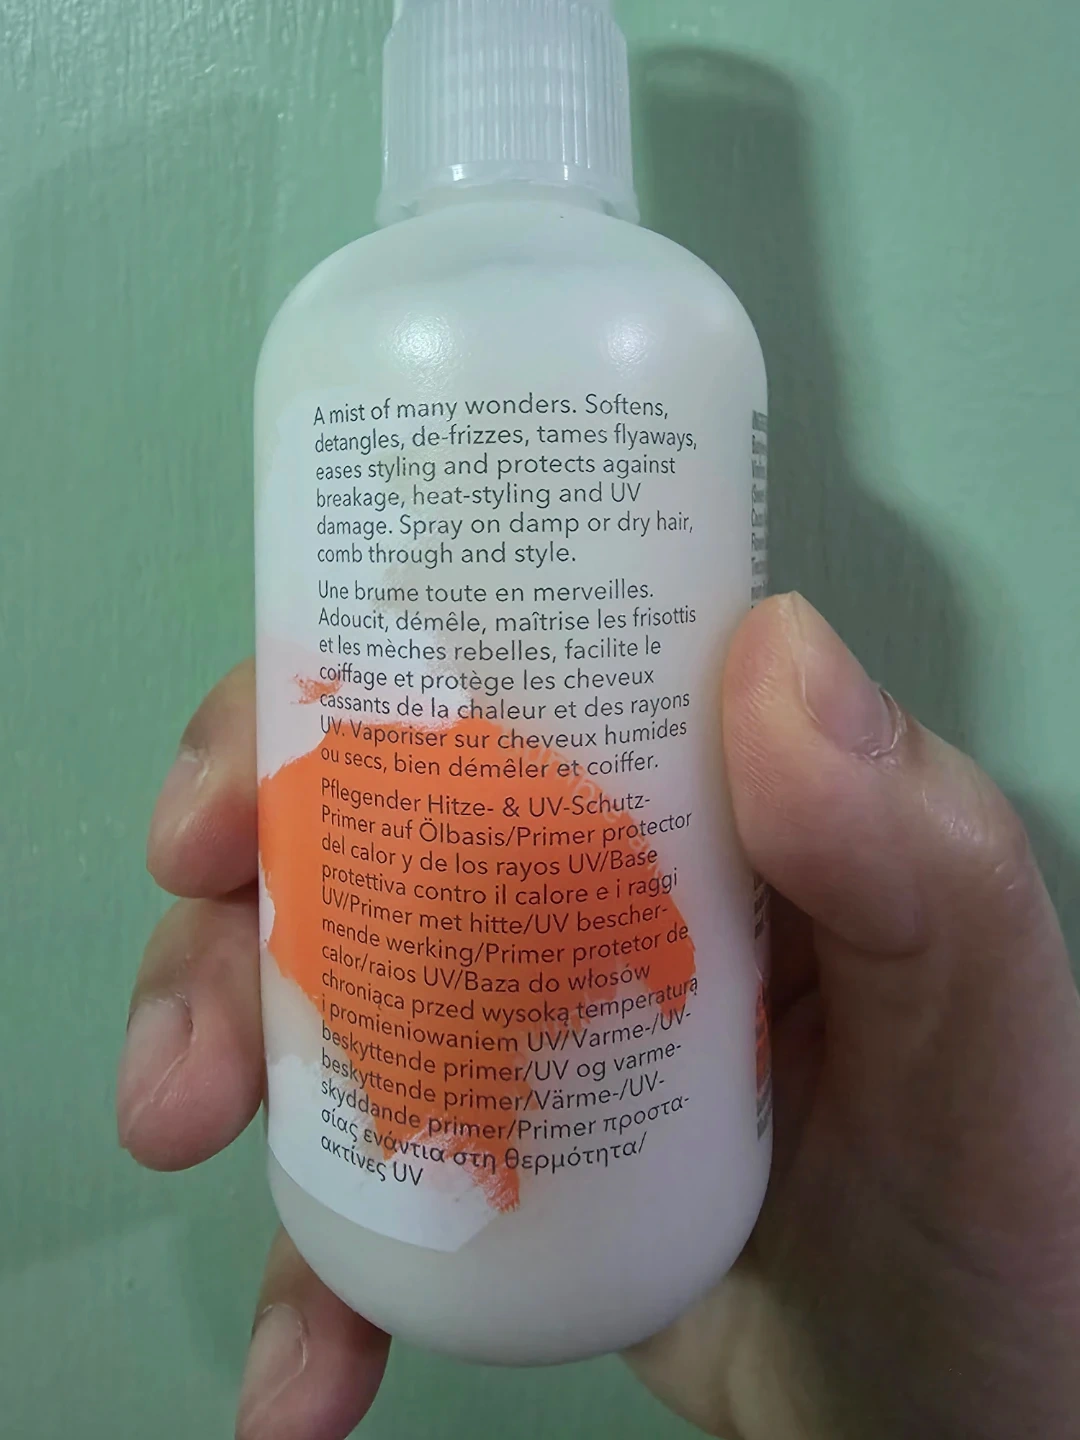 A mist of many wonders. Softens,
detangles, de-frizzes, tames flyaways,
eases styling and protects against
breakage, heat-styling and UV
damage. Spray on damp or dry hair,
comb through and style.
Une brume toute en merveilles.
Adoucit, démêle, maîtrise les frisottis
et les mèches rebelles, facilite le
coiffage et protège les cheveux
cassants de la chaleur et des rayons
UV. Vaporiser sur cheveux humides
ou secs, bien démêler et coiffer.
Pflegender Hitze- & UV-Schutz-
Primer auf Ölbasis/Primer protector
del calor y de los rayos UV/Base
protettiva contro il calore e i raggi
UV/Primer met hitte/UV bescher-
mende werking/Primer protetor de
calor/raios UV/Baza do włosów
chroniąca przed wysoką temperaturą
i promieniowaniem UV/Varme-/UV-
beskyttende primer/UV og varme-
beskyttende primer/Värme-/UV-
skyddande primer/Primer προστα-
σίας ενάντια στη θερμότητα/
ακτίνες UV